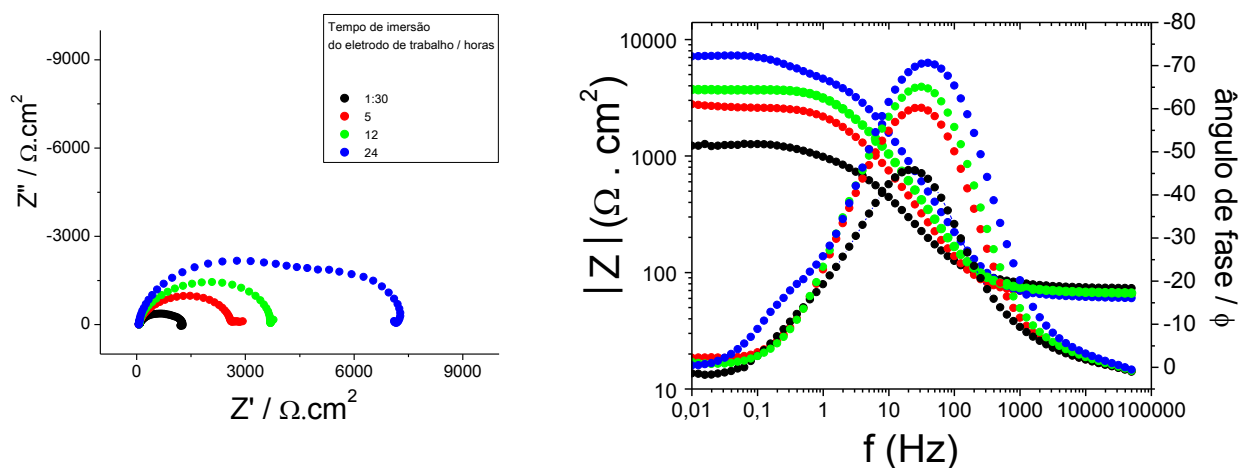 Tempo de imersão
do eletrodo de trabalho / horas
1:30
5
12
24
-9000
-6000
-3000
0
Z'' / Ω.cm²
0 3000 6000 9000
Z' / Ω.cm²
10000
1000
100
10
|Z| (Ω . cm²)
0,01 0,1 1 10 100 1000 10000 100000
f (Hz)
-80
-70
-60
-50
-40
-30
-20
-10
0
ângulo de fase / ϕ